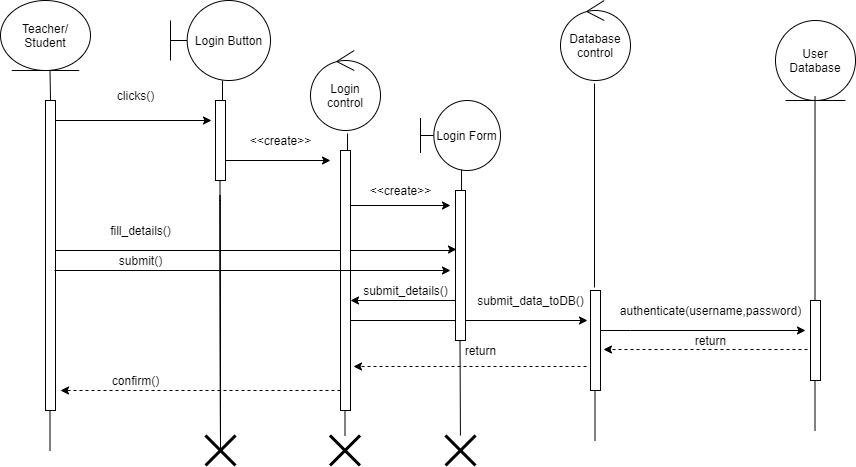 Teacher/
Student
Login Button
Login
control
Login Form
Database
control
User
Database
clicks()
<<create>>
<<create>>
fill_details()
submit()
submit_details()
submit_data_toDB()
authenticate(username,password)
return
return
confirm()